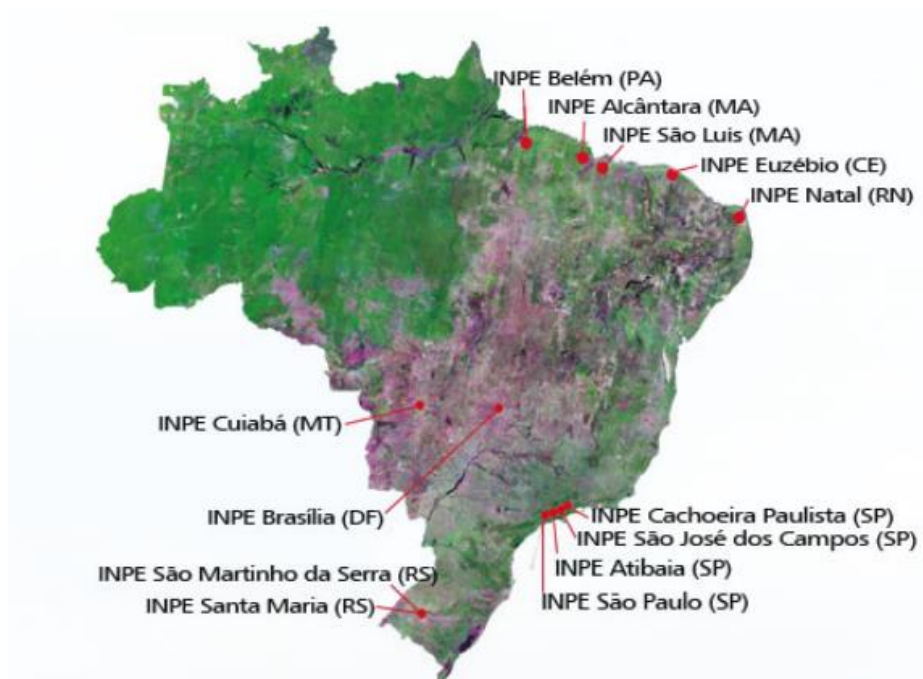 INPE Belém (PA)
INPE Alcântara (MA)
INPE São Luis (MA)
INPE Euzébio (CE)
INPE Natal (RN)
INPE Cuiabá (MT)
INPE Brasília (DF)
INPE Cachoeira Paulista (SP)
INPE São José dos Campos (SP)
INPE Atibaia (SP)
INPE São Paulo (SP)
INPE São Martinho da Serra (RS)
INPE Santa Maria (RS)